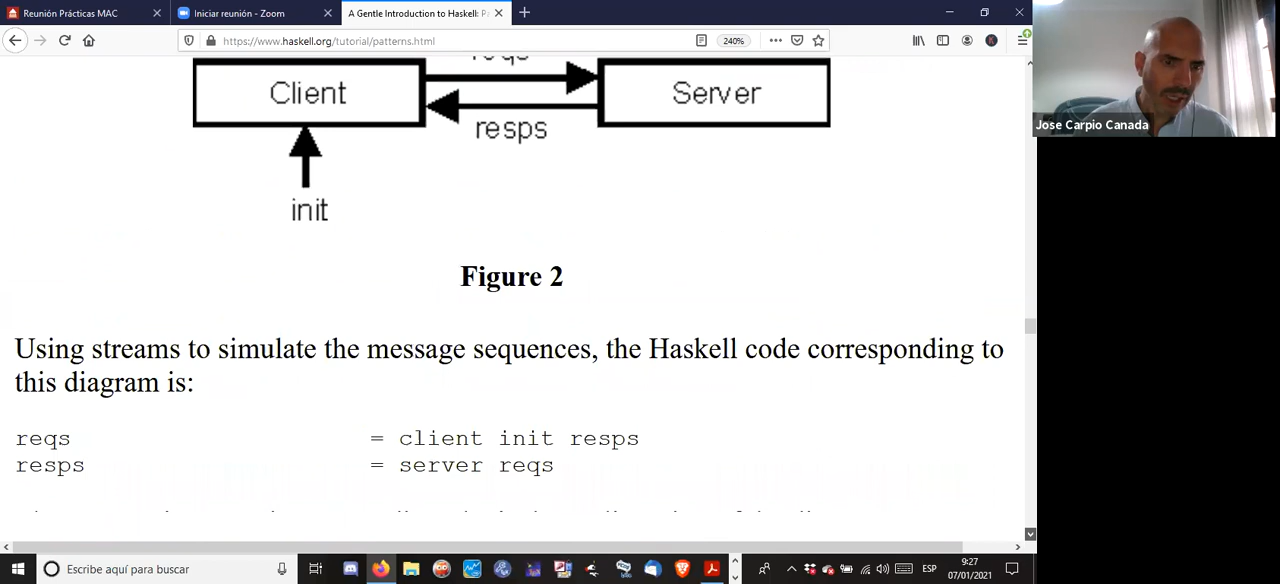 Reunión Prácticas MAC
Iniciar reunión - Zoom
A Gentle Introduction to Haskell: Pa
https://www.haskell.org/tutorial/patterns.html
240%
reqs
Client
Server
resps
init
Figure 2
Using streams to simulate the message sequences, the Haskell code corresponding to
this diagram is:
reqs = client init resps
resps = server reqs
Jose Carpio Canada
Escribe aquí para buscar
ESP
9:27
07/01/2021